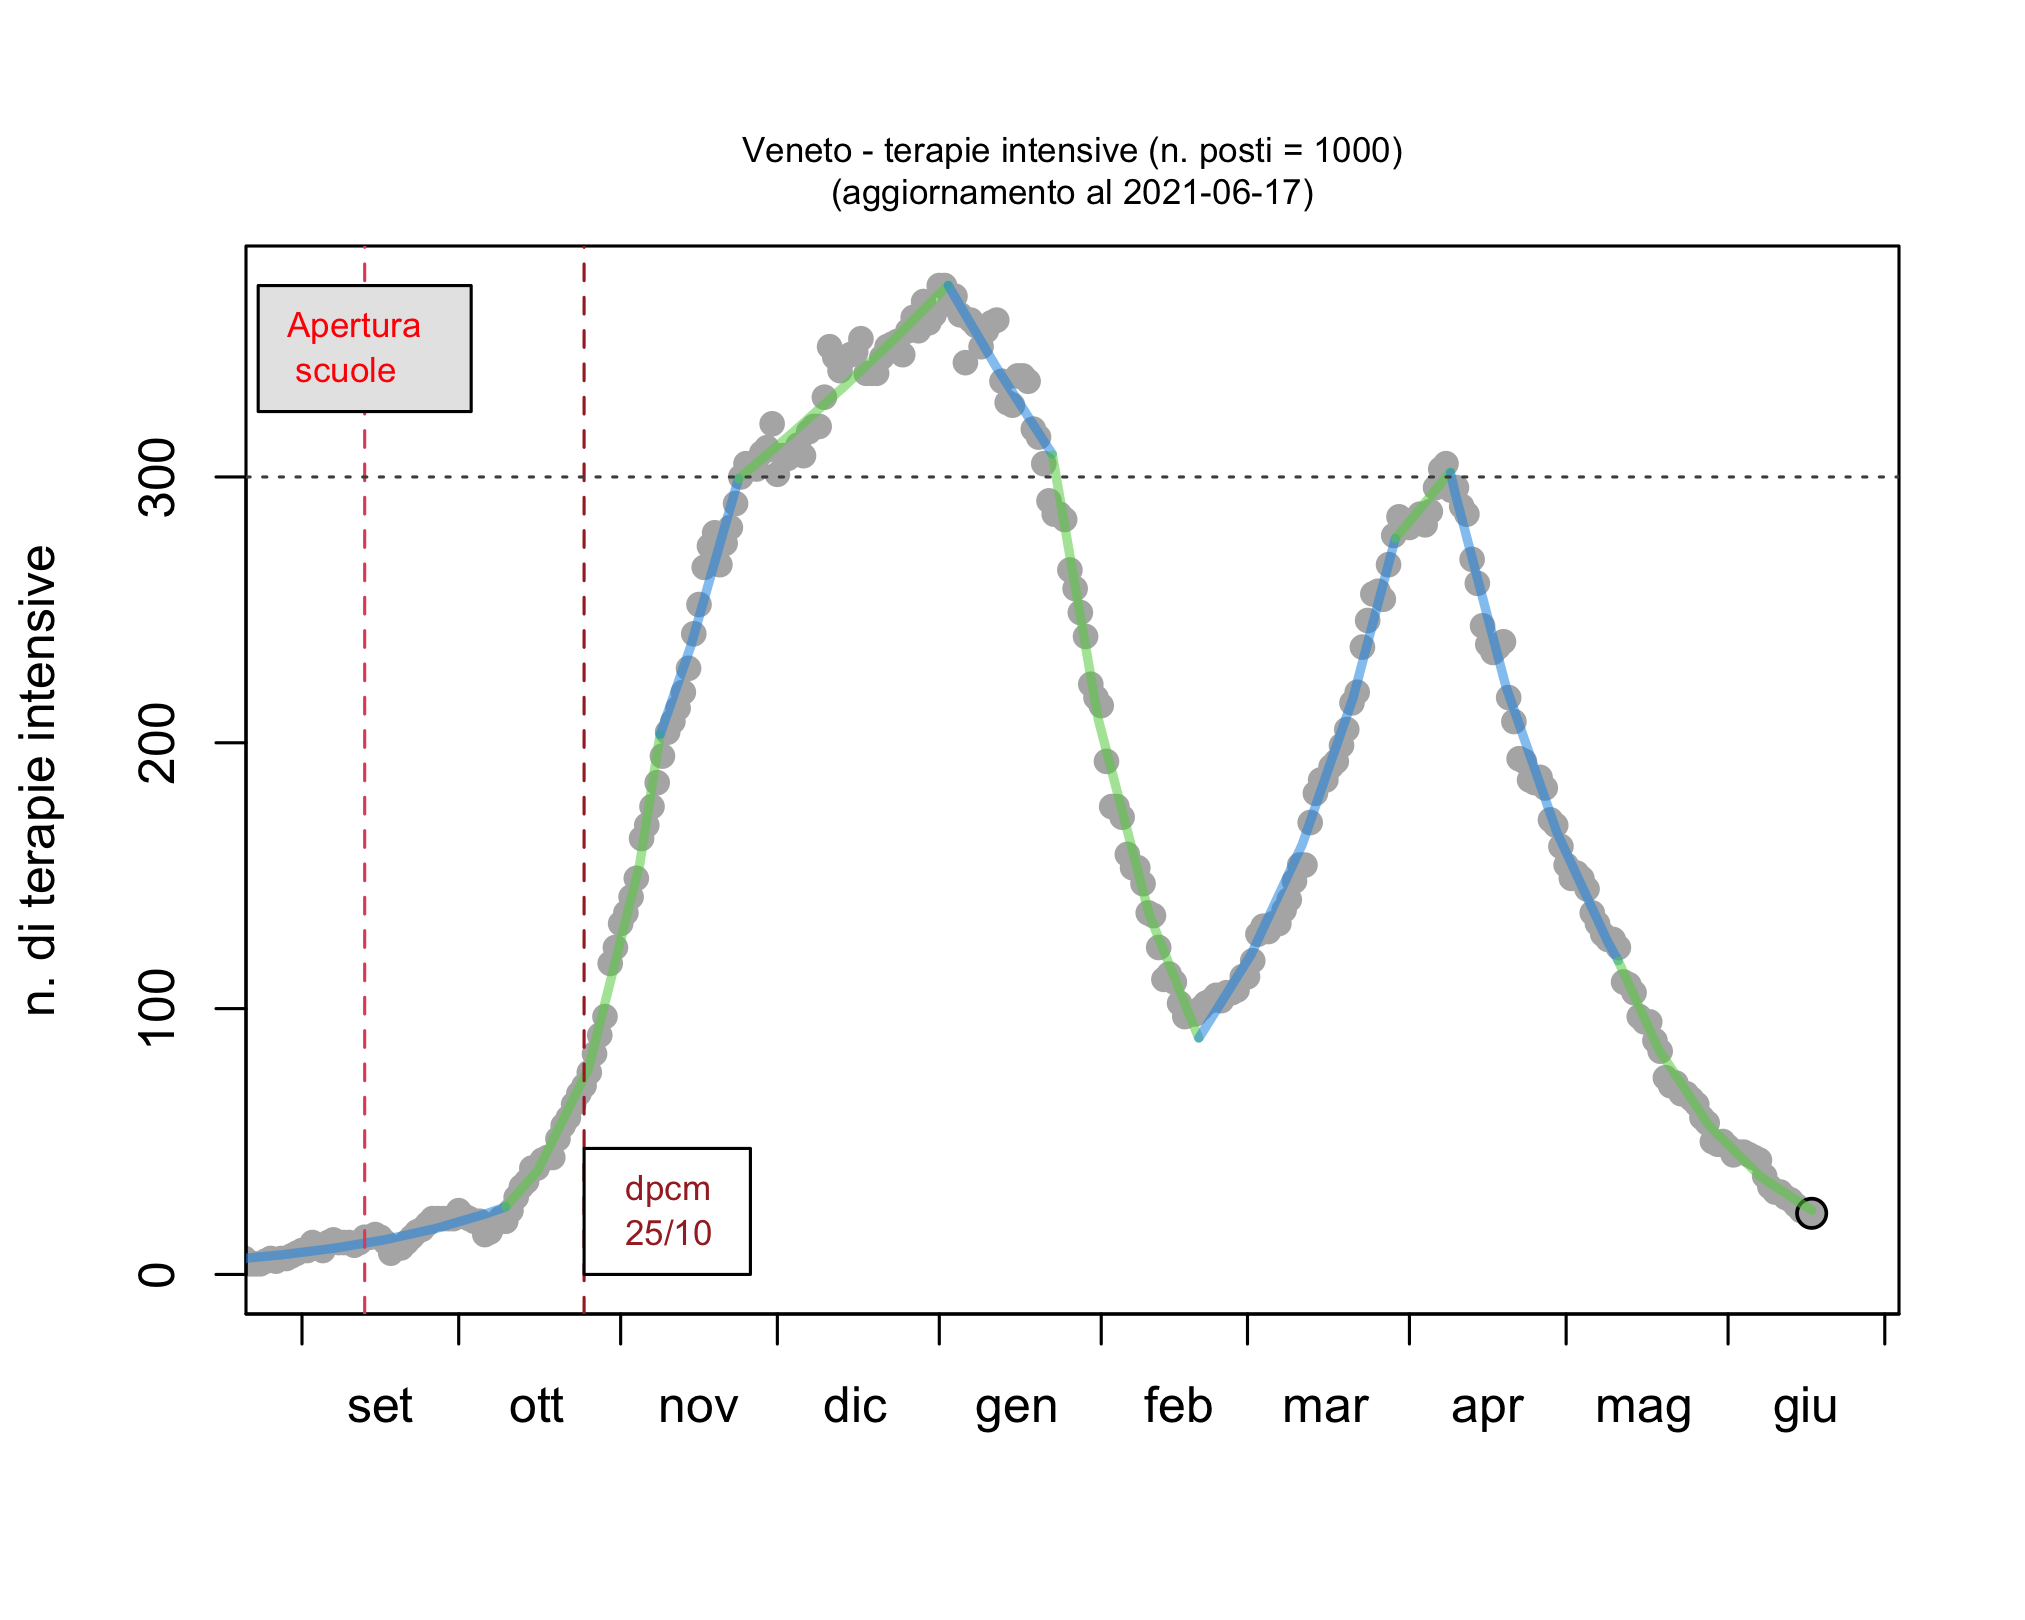 Veneto - terapie intensive (n. posti = 1000)
(aggiornamento al 2021-06-17)
Apertura
scuole
n. di terapie intensive
300
200
100
0
dpcm
25/10
set ott nov dic gen feb mar apr mag giu